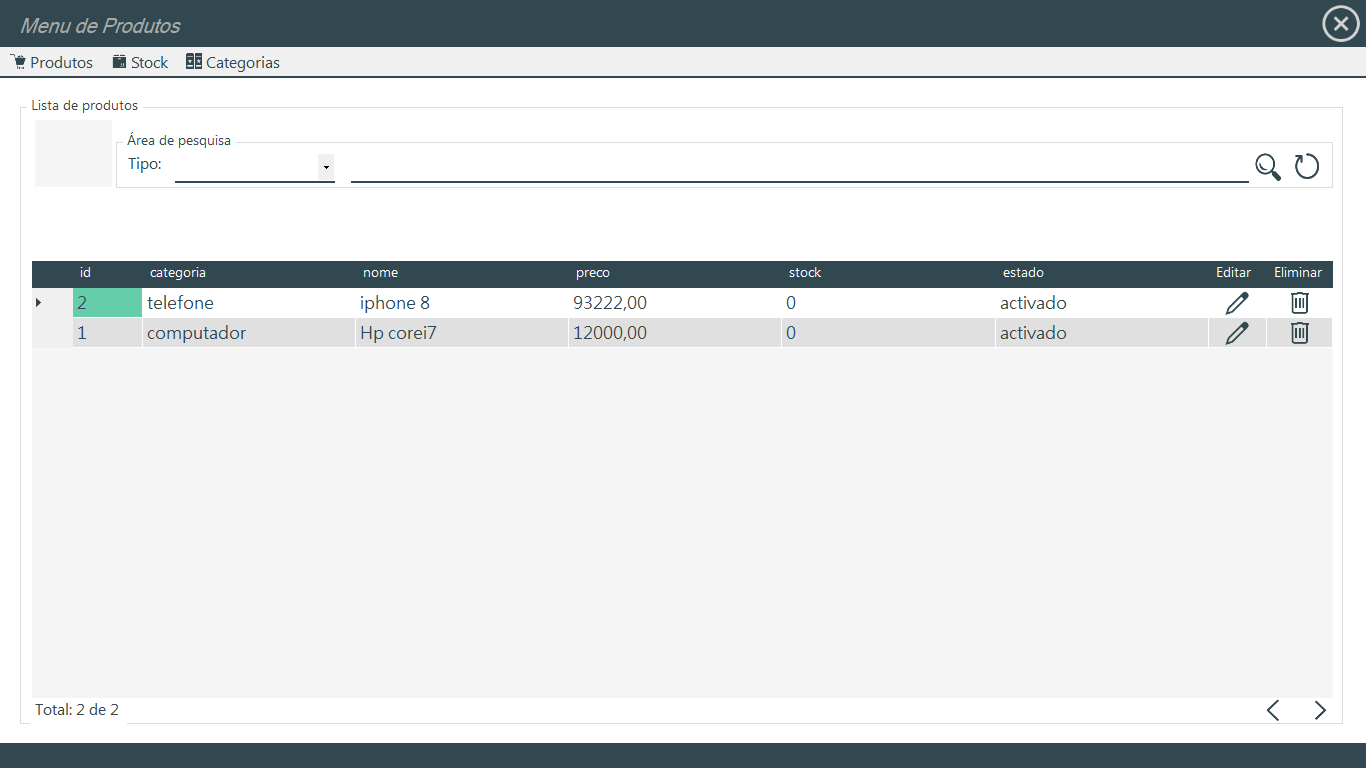 Menu de Produtos
Produtos Stock Categorias
Lista de produtos
Área de pesquisa
Tipo:
id categoria nome preco stock estado Editar Eliminar
2 telefone iphone 8 93222,00 0 activado
1 computador Hp corei7 12000,00 0 activado
Total: 2 de 2